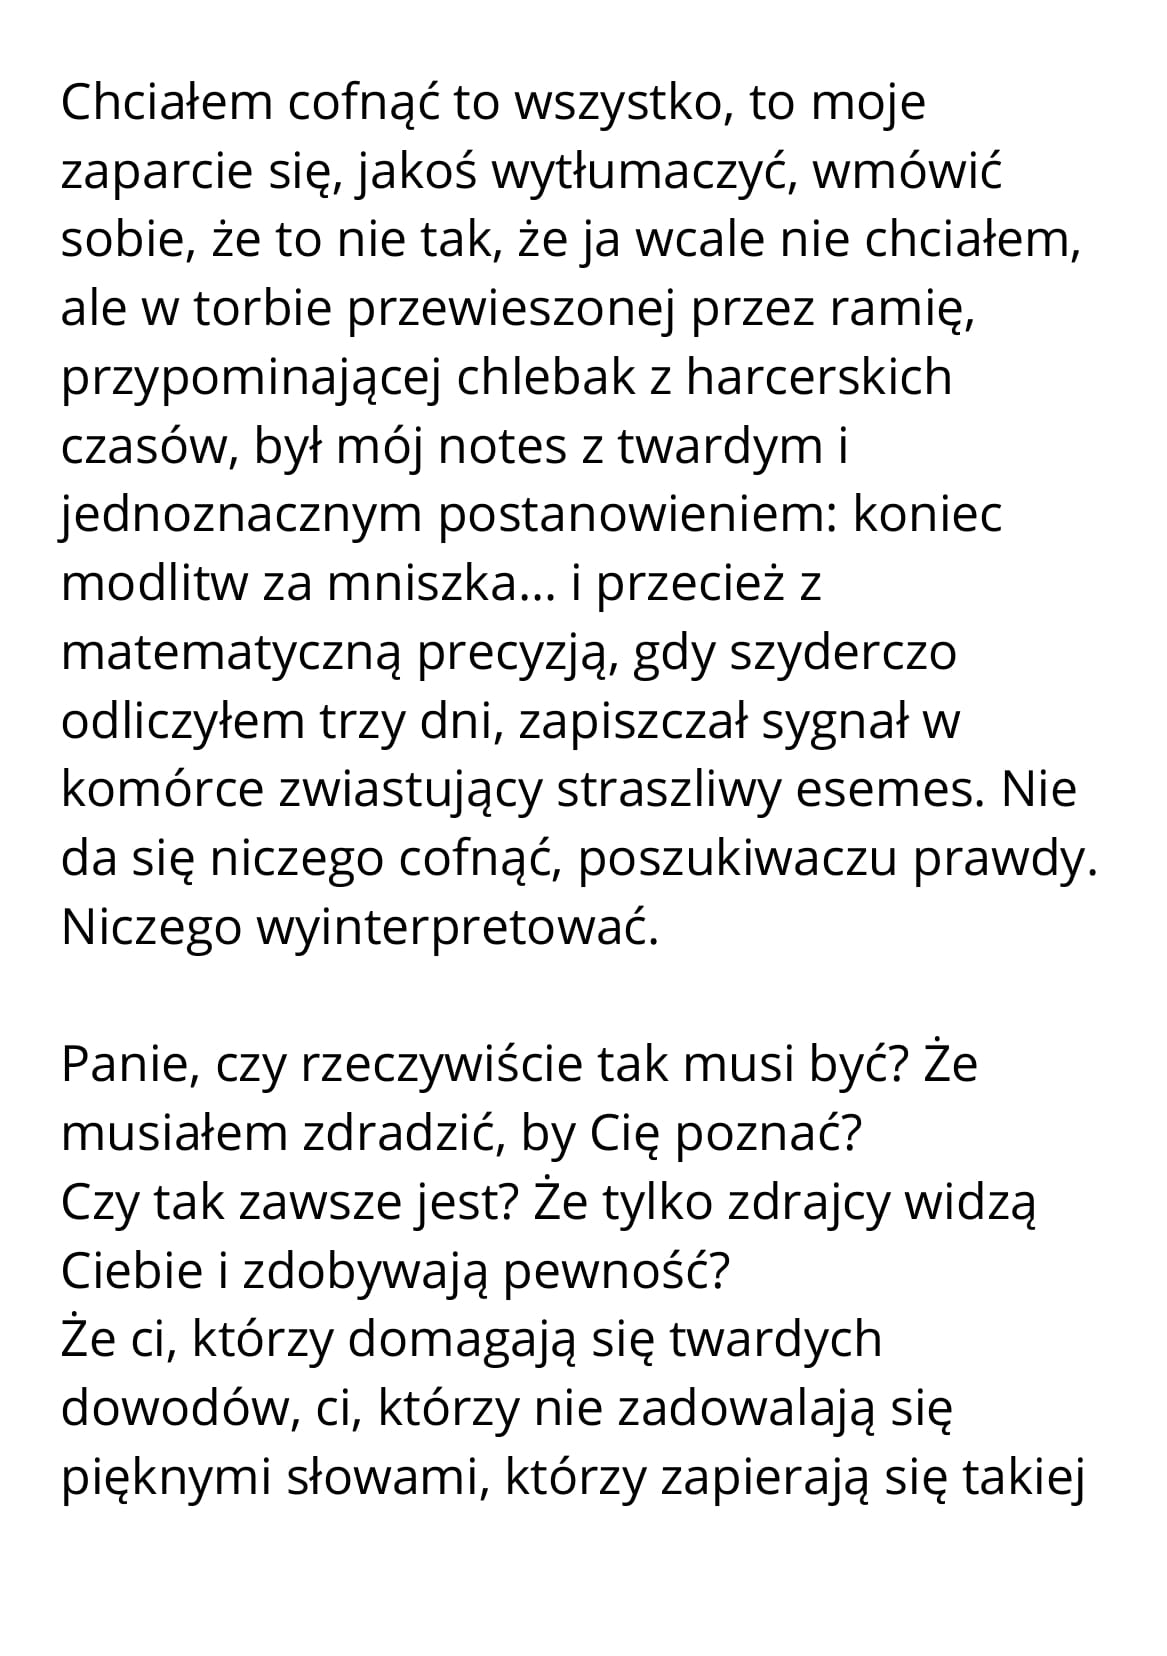 Chciałem cofnąć to wszystko, to moje
zaparcie się, jakoś wytłumaczyć, wmówić
sobie, że to nie tak, że ja wcale nie chciałem,
ale w torbie przewieszonej przez ramię,
przypominającej chlebak z harcerskich
czasów, był mój notes z twardym i
jednoznacznym postanowieniem: koniec
modlitw za mniszka... i przecież z
matematyczną precyzją, gdy szyderczo
odliczyłem trzy dni, zapiszczał sygnał w
komórce zwiastujący straszliwy esemes. Nie
da się niczego cofnąć, poszukiwaczu prawdy.
Niczego wyinterpretować.

Panie, czy rzeczywiście tak musi być? Że
musiałem zdradzić, by Cię poznać?
Czy tak zawsze jest? Że tylko zdrajcy widzą
Ciebie i zdobywają pewność?
Że ci, którzy domagają się twardych
dowodów, ci, którzy nie zadowalają się
pięknymi słowami, którzy zapierają się takiej